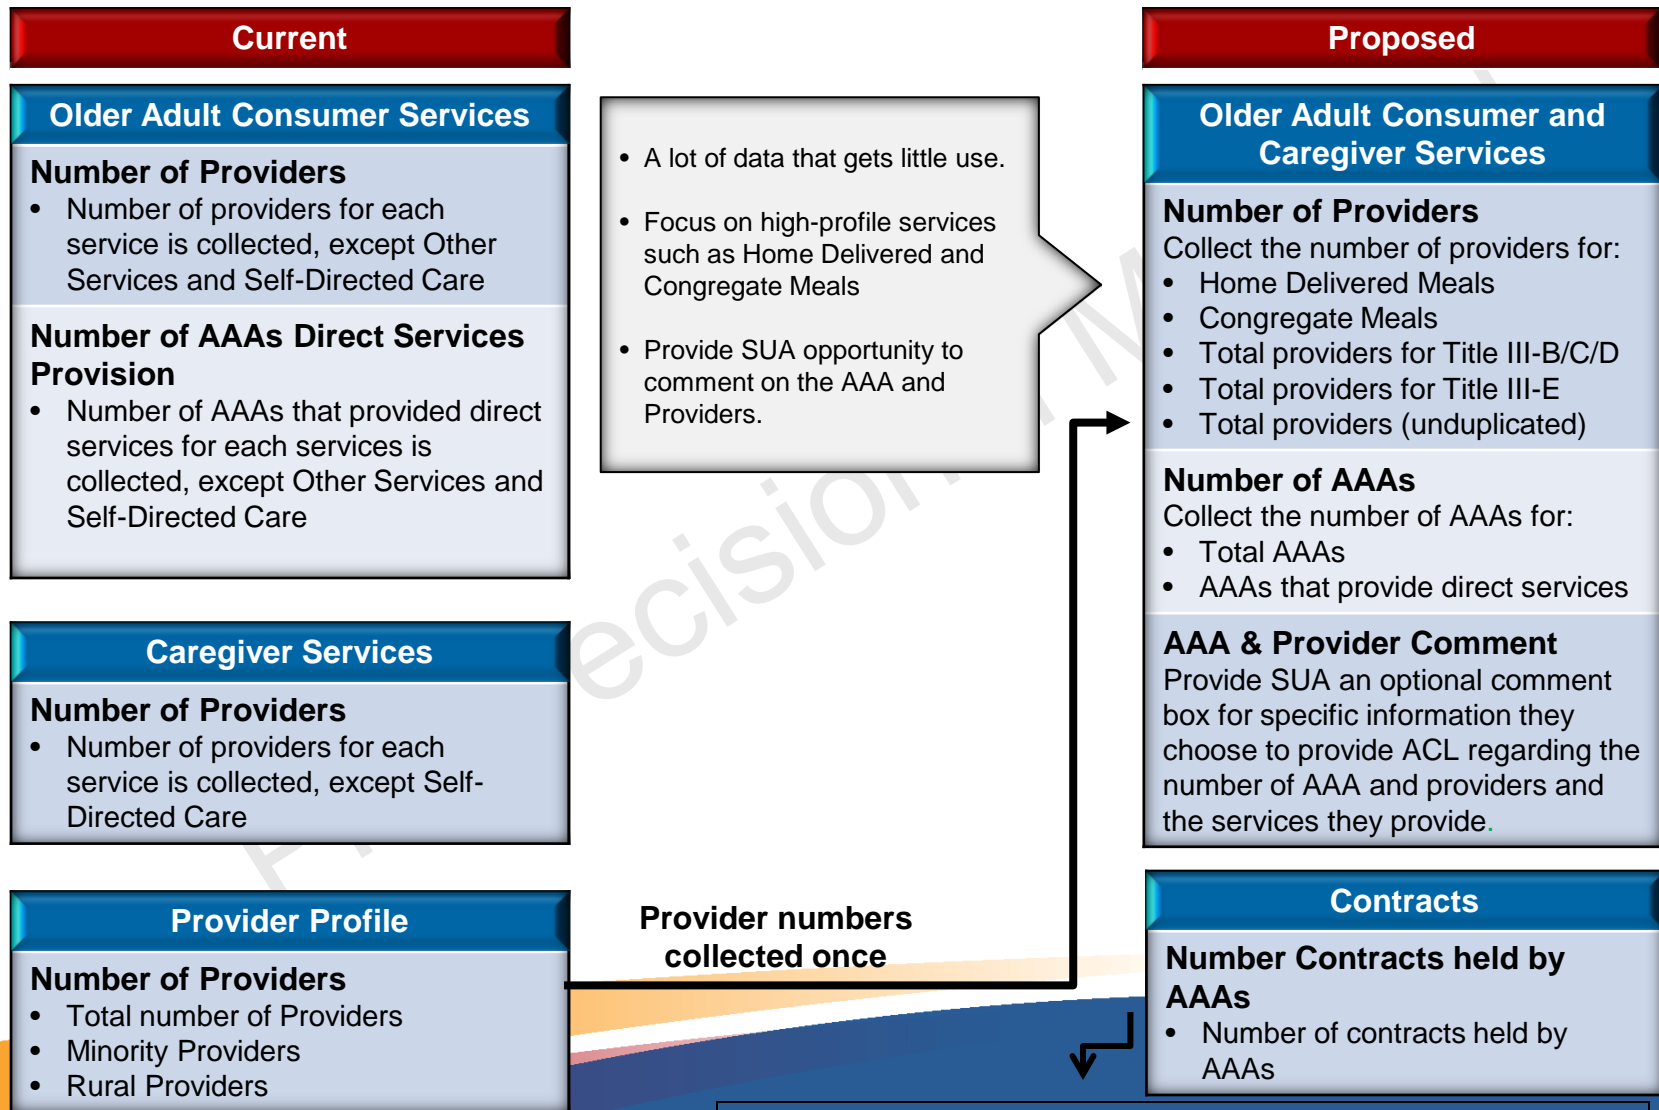 Current
Older Adult Consumer Services
Number of Providers
• Number of providers for each
service is collected, except Other
Services and Self-Directed Care
Number of AAAs Direct Services
Provision
• Number of AAAs that provided direct
services for each services is
collected, except Other Services and
Self-Directed Care
Caregiver Services
Number of Providers
• Number of providers for each
service is collected, except Self-
Directed Care
Provider Profile
Number of Providers
• Total number of Providers
• Minority Providers
• Rural Providers
• A lot of data that gets little use.
• Focus on high-profile services
such as Home Delivered and
Congregate Meals
• Provide SUA opportunity to
comment on the AAA and
Providers.
Provider numbers
collected once
Proposed
Older Adult Consumer and
Caregiver Services
Number of Providers
Collect the number of providers for:
• Home Delivered Meals
• Congregate Meals
• Total providers for Title III-B/C/D
• Total providers for Title III-E
• Total providers (unduplicated)
Number of AAAs
Collect the number of AAAs for:
• Total AAAs
• AAAs that provide direct services
AAA & Provider Comment
Provide SUA an optional comment
box for specific information they
choose to provide ACL regarding the
number of AAA and providers and
the services they provide.
Contracts
Number Contracts held by
AAAs
• Number of contracts held by
AAAs